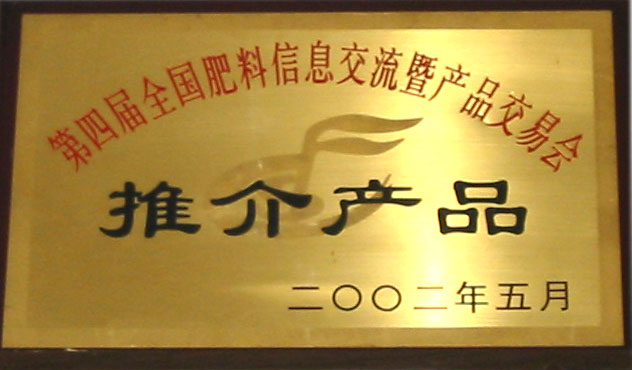 第四届全国肥料信息交流暨产品交易会
推介产品
二〇〇二年五月